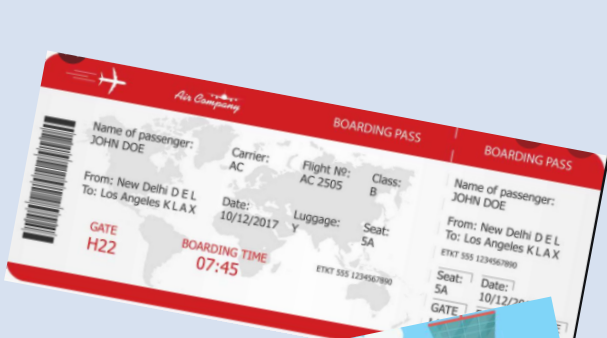 Air Company
BOARDING PASS
Name of passenger:
JOHN DOE
Carrier:
AC
Flight Nº:
AC 2505
Class:
B
From: New Delhi D E L
To: Los Angeles K L A X
Date:
10/12/2017
Luggage:
Y
Seat:
5A
GATE
H22
BOARDING TIME
07:45
ETKT 555 1234567890
BOARDING PASS
Name of passenger:
JOHN DOE
From: New Delhi D E L
To: Los Angeles K L A X
ETKT 555 1234567890
Seat:
5A
Date:
GATE